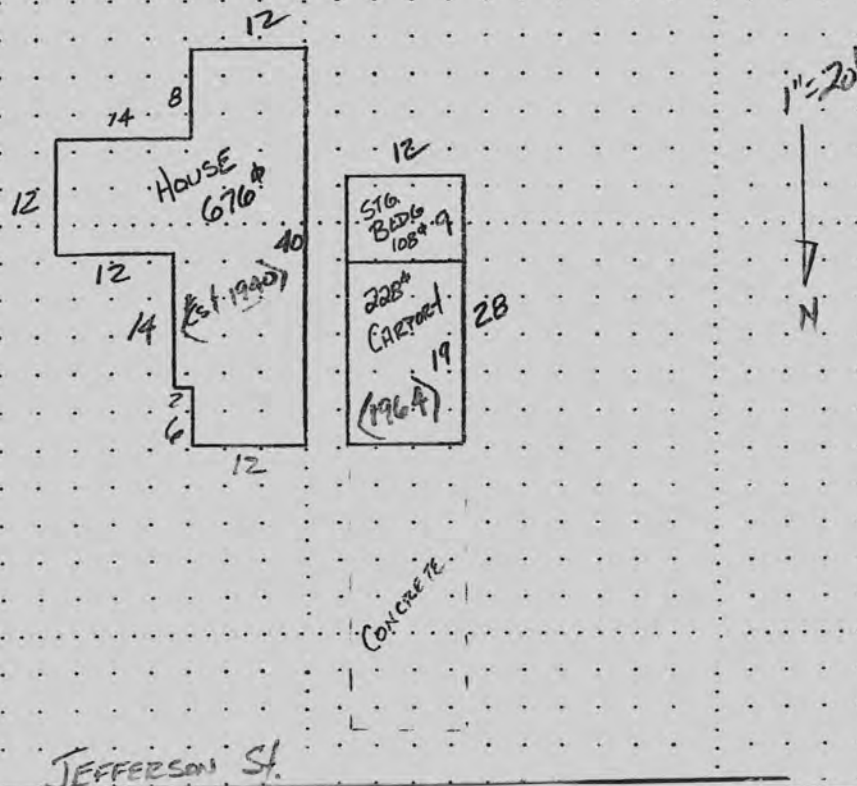 12
8
14
12
HOUSE
676⌀
40
12
(Est. 1940)
14
2
6
12
12
STG.
BLDG
108⌀
9
228⌀
CARPORT
19
28
(1964)
CONCRETE
JEFFERSON St.
1"=20'
N